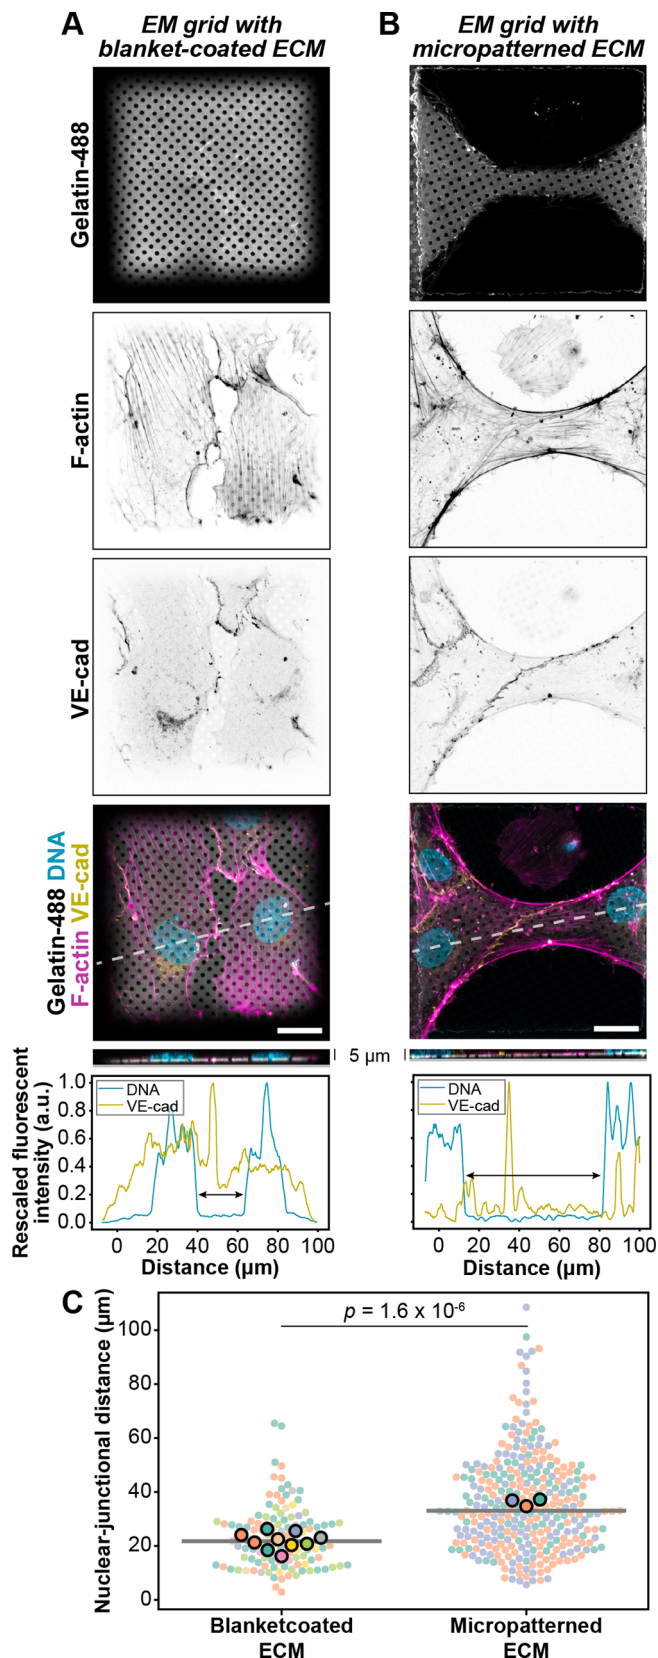 A
EM grid with
blanket-coated ECM
B
EM grid with
micropatterned ECM
Gelatin-488
F-actin
VE-cad
Gelatin-488 DNA
F-actin VE-cad
5 µm
Rescaled fluorescent
intensity (a.u.)
1.0
0.8
0.6
0.4
0.2
0.0
DNA
VE-cad
0 20 40 60 80 100
Distance (µm)
DNA
VE-cad
0 20 40 60 80 100
Distance (µm)
C
Nuclear-junctional distance (µm)
100
80
60
40
20
0
p = 1.6 x 10⁻⁶
Blanketcoated
ECM
Micropatterned
ECM